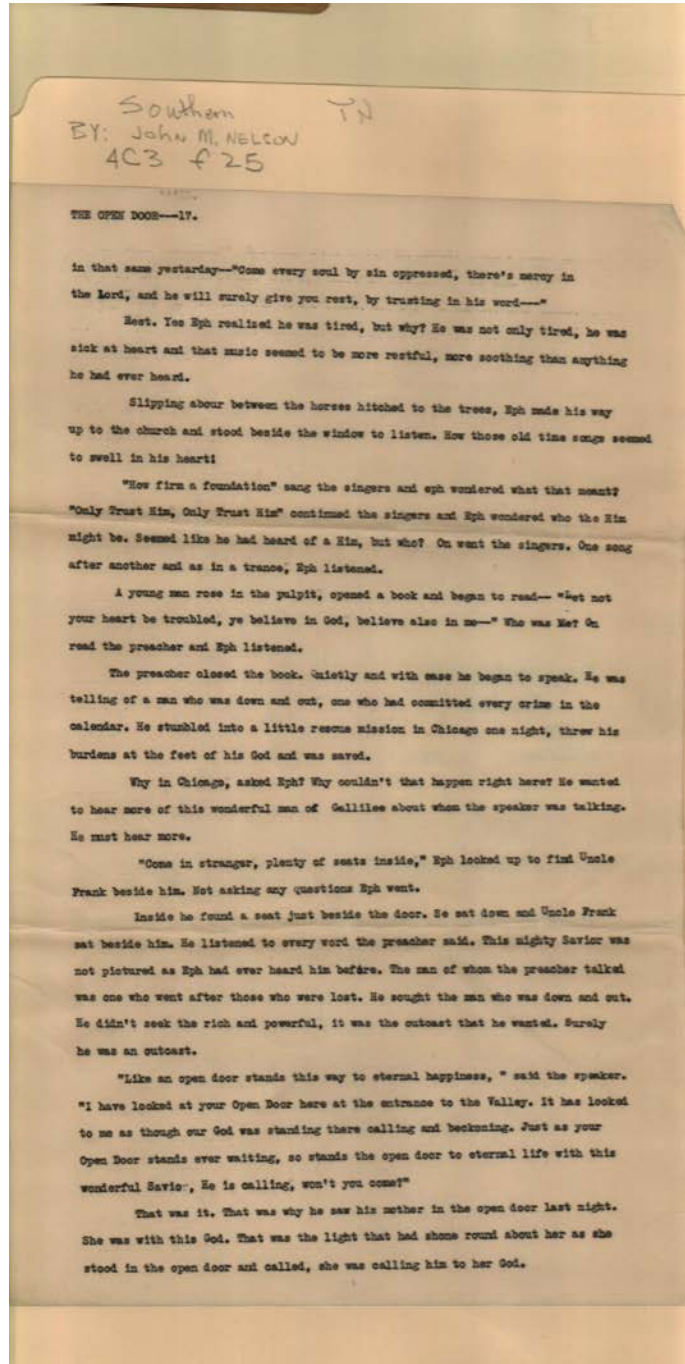 Southern TN
BY: JOHN M. NELSON
4C3 f 25
THE OPEN DOOR---17.
in that same yestarday--"Come every soul by sin oppressed, there's mercy in
the Lord, and he will surely give you rest, by trusting in his word---"
Rest. Yes Eph realized he was tired, but why? He was not only tired, he was
sick at heart and that music seemed to be more restful, more soothing than anything
he had ever heard.
Slipping abour between the horses hitched to the trees, Eph made his way
up to the church and stood beside the window to listen. How those old time songs seemed
to swell in his heart!
"How firm a foundation" sang the singers and eph wondered what that meant?
"Only Trust Him, Only Trust Him" continued the singers and Eph wondered who the Him
might be. Seemed like he had heard of a Him, but who? On went the singers. One song
after another and as in a trance, Eph listened.
A young man rose in the pulpit, opened a book and began to read-- "Let not
your heart be troubled, ye believe in God, believe also in me--" Who was Me? On
read the preacher and Eph listened.
The preacher closed the book. Quietly and with ease he began to speak. He was
telling of a man who was down and out, one who had committed every crime in the
calendar. He stumbled into a little rescue mission in Chicago one night, threw his
burdens at the feet of his God and was saved.
Why in Chicago, asked Eph? Why couldn't that happen right here? He wanted
to hear more of this wonderful man of Gallilee about whom the speaker was talking.
He must hear more.
"Come in stranger, plenty of seats inside," Eph looked up to find Uncle
Frank beside him. Not asking any questions Eph went.
Inside he found a seat just beside the door. Se sat down and Uncle Frank
sat beside him. He listened to every word the preacher said. This mighty Savior was
not pictured as Eph had ever heard him before. The man of whom the preacher talked
was one who went after those who were lost. He sought the man who was down and out.
He didn't seek the rich and powerful, it was the outcast that he wanted. Surely
he was an outcast.
"Like an open door stands this way to eternal happiness, " said the speaker.
"I have looked at your Open Door here at the entrance to the Valley. It has looked
to me as though our God was standing there calling and beckoning. Just as your
Open Door stands ever waiting, so stands the open door to eternal life with this
wonderful Savior, He is calling, won't you come?"
That was it. That was why he saw his mother in the open door last night.
She was with this God. That was the light that had shone round about her as she
stood in the open door and called, she was calling him to her God.